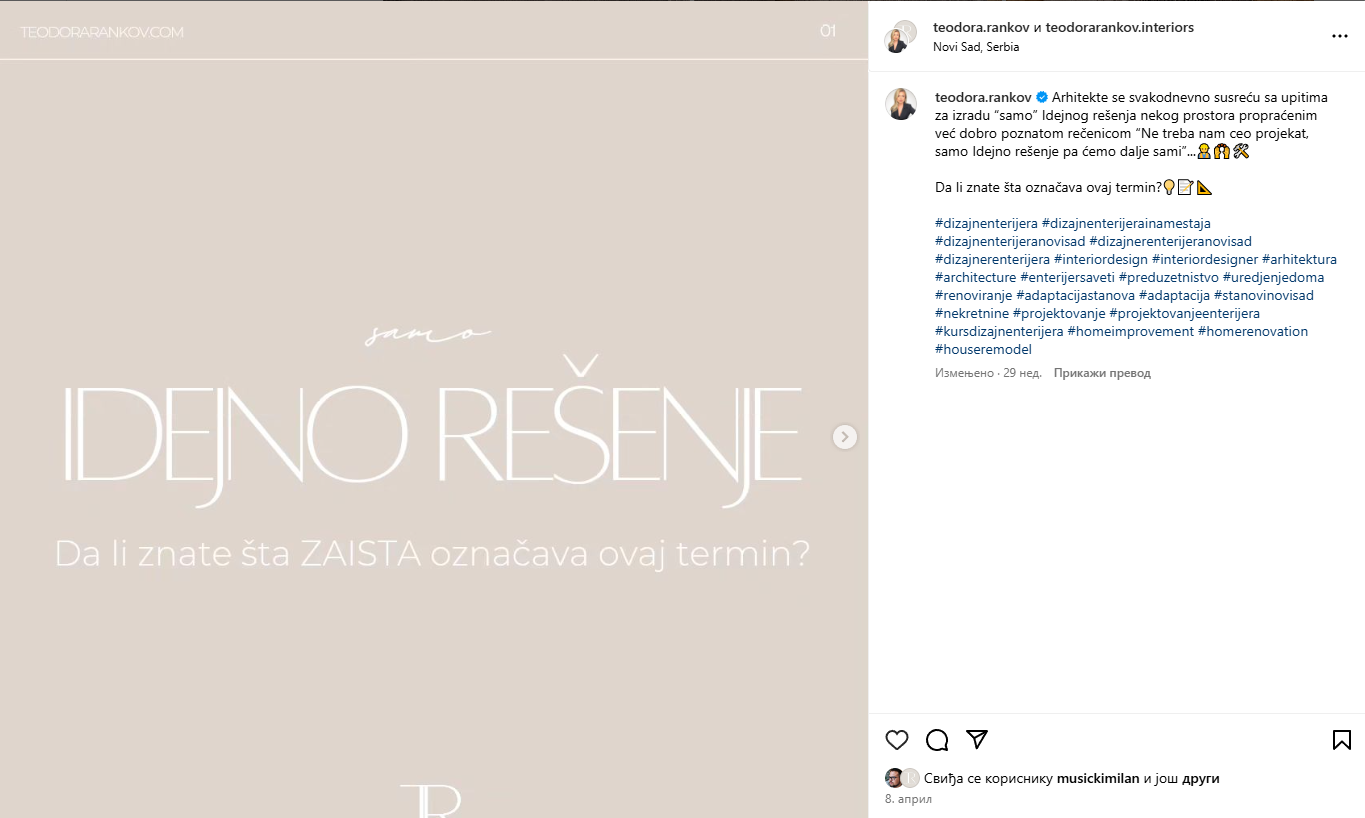 TEODORARANKOV.COM
01
samo
IDEJNO REŠENJE
Da li znate šta ZAISTA označava ovaj termin?
teodora.rankov и teodorarankov.interiors
Novi Sad, Serbia
teodora.rankov Arhitekte se svakodnevno susreću sa upitima
za izradu “samo” Idejnog rešenja nekog prostora propraćenim
već dobro poznatom rečenicom “Ne treba nam ceo projekat,
samo Idejno rešenje pa ćemo dalje sami”...👷🙆🛠
Da li znate šta označava ovaj termin?💡📝📐
#dizajnenterijera #dizajnenterijerainamestaja
#dizajnenterijeranovisad #dizajnerenterijeranovisad
#dizajnerenterijera #interiordesign #interiordesigner #arhitektura
#architecture #enterijersaveti #preduzetnistvo #uredjenjedoma
#renoviranje #adaptacijastanova #adaptacija #stanovinovisad
#nekretnine #projektovanje #projektovanjeenterijera
#kursdizajnenterijera #homeimprovement #homerenovation
#houseremodel
Измењено · 29 нед. Прикажи превод
Свиђа се кориснику musickimilan и још други
8. април